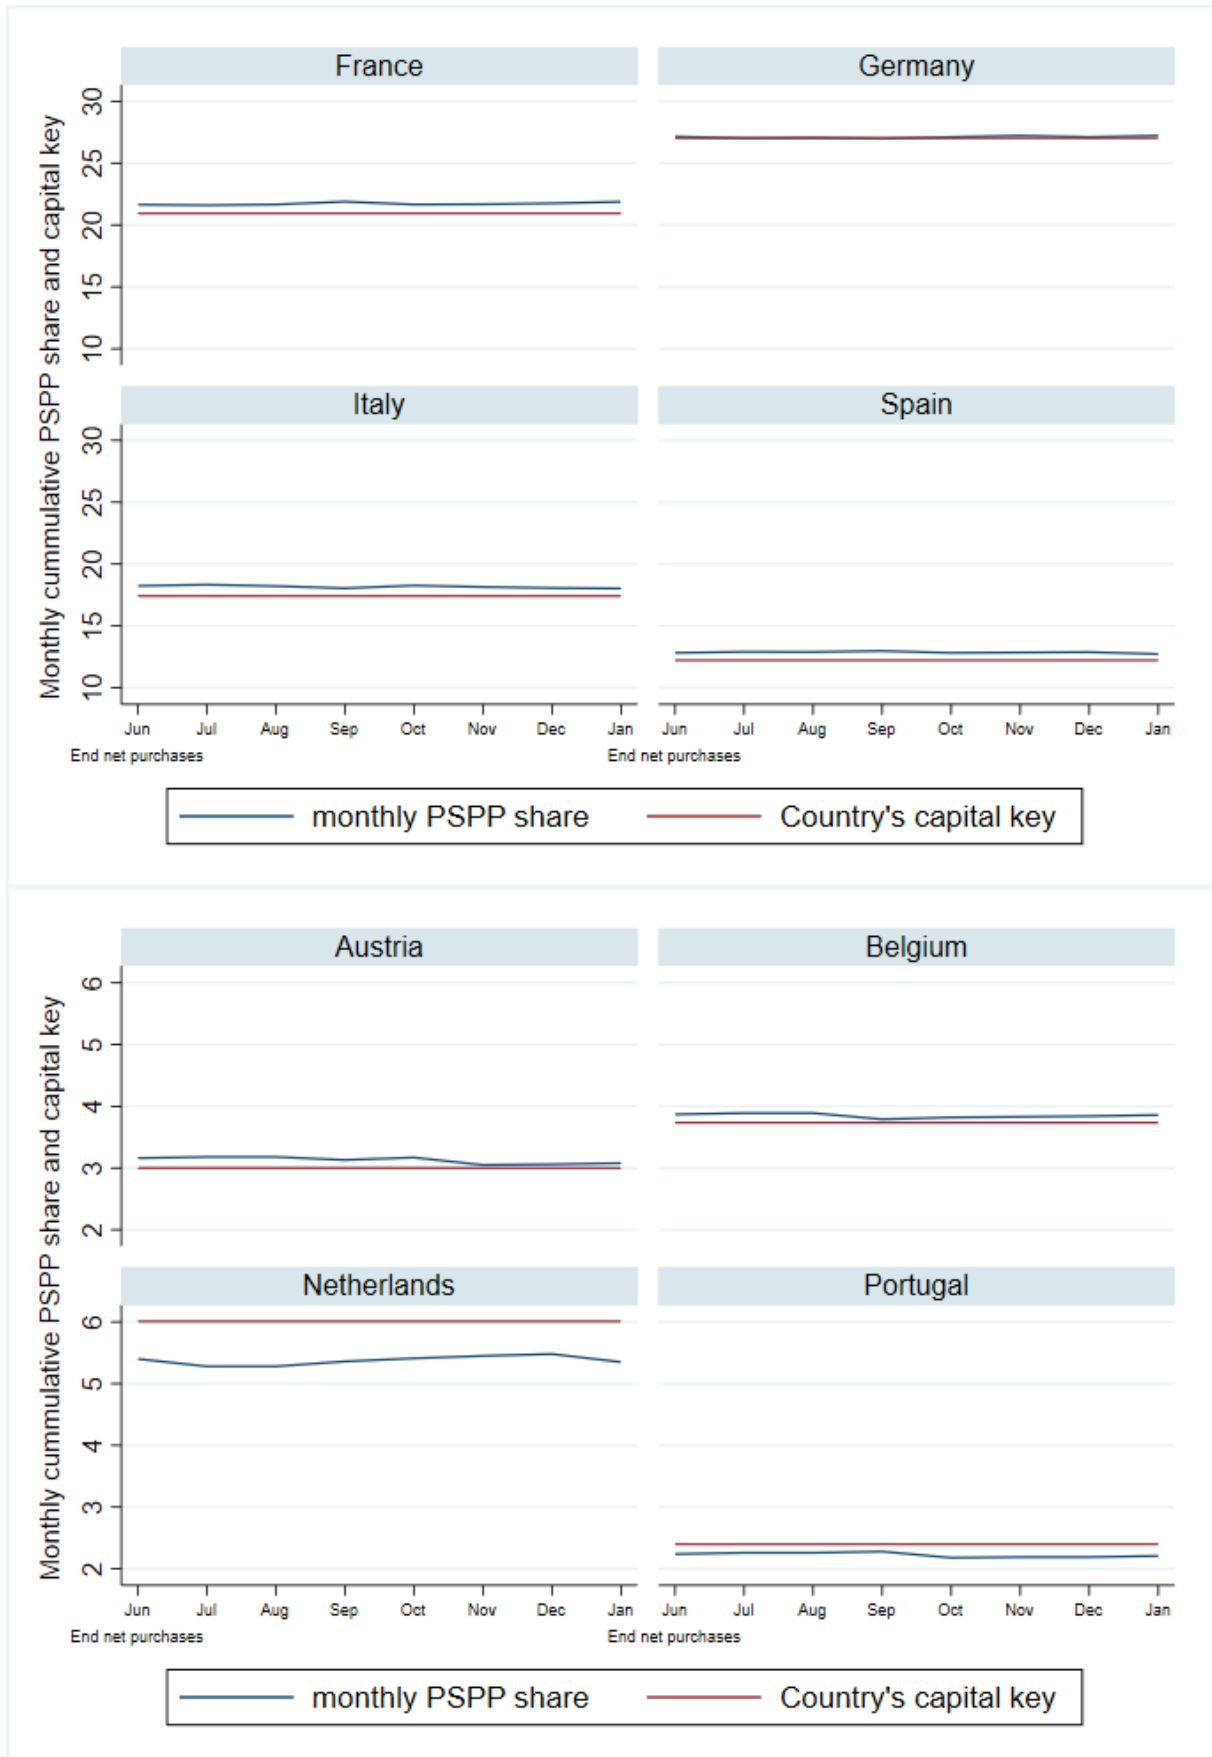 France Germany
Monthly cummulative PSPP share and capital key
30
25
20
15
10
Italy Spain
30
25
20
15
10
Jun Jul Aug Sep Oct Nov Dec Jan Jun Jul Aug Sep Oct Nov Dec Jan
End net purchases End net purchases
monthly PSPP share Country's capital key
Austria Belgium
Monthly cummulative PSPP share and capital key
6
5
4
3
2
Netherlands Portugal
6
5
4
3
2
Jun Jul Aug Sep Oct Nov Dec Jan Jun Jul Aug Sep Oct Nov Dec Jan
End net purchases End net purchases
monthly PSPP share Country's capital key